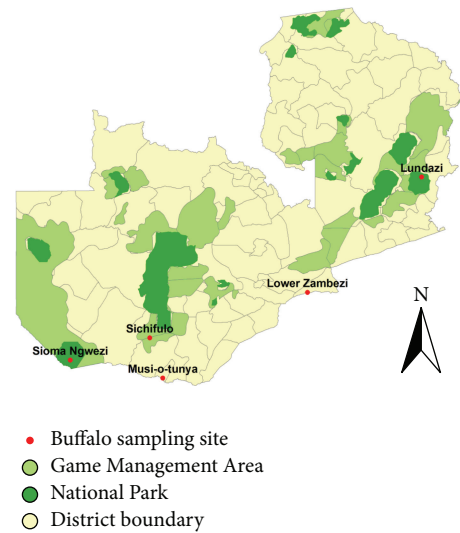 Lundazi
Lower Zambezi
Sichifulo
Sioma Ngwezi
Musi-o-tunya
N
Buffalo sampling site
Game Management Area
National Park
District boundary